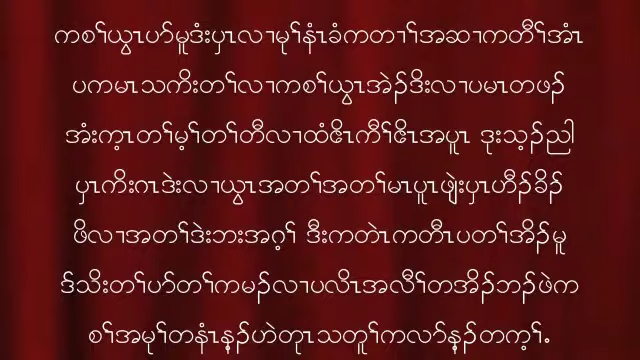 ကစၢ်ယွၤဟ်မူဒံးပှၤလၢမုၢ်နံၤခံကတၢၢ်အဆၢကတီၢ်အံၤ
ပကမၤသကိးတၢ်လၢကစၢ်ယွၤအဲၣ်ဒိးလၢပမၤတဖၣ်
အံးက့ၤတၢ်မ့ၢ်တၢ်တီလၢထံဧိၤကီၢ်ဧိၤအပူၤ ဒုးသ့ၣ်ညါ
ပှၤကိးဂၤဒဲးလၢယွၤအတၢ်အတၢ်မၤပူၤဖျဲးပှၤဟီၣ်ခိၣ်
ဖိလၢအတၢ်ဒဲးဘးအဂ့ၢ် ဒီးကတဲၤကတီၤပတၢ်အိၣ်မူ
ဒ်သိးတၢ်ဟ်တၢ်ကမၣ်လၢပလိၤအလီၢ်တအိၣ်ဘၣ်ဖဲက
စၢ်အမုၢ်တနံၤန့ၣ်ဟဲတုၤသတူၢ်ကလာ်န့ၣ်တက့ၢ်.